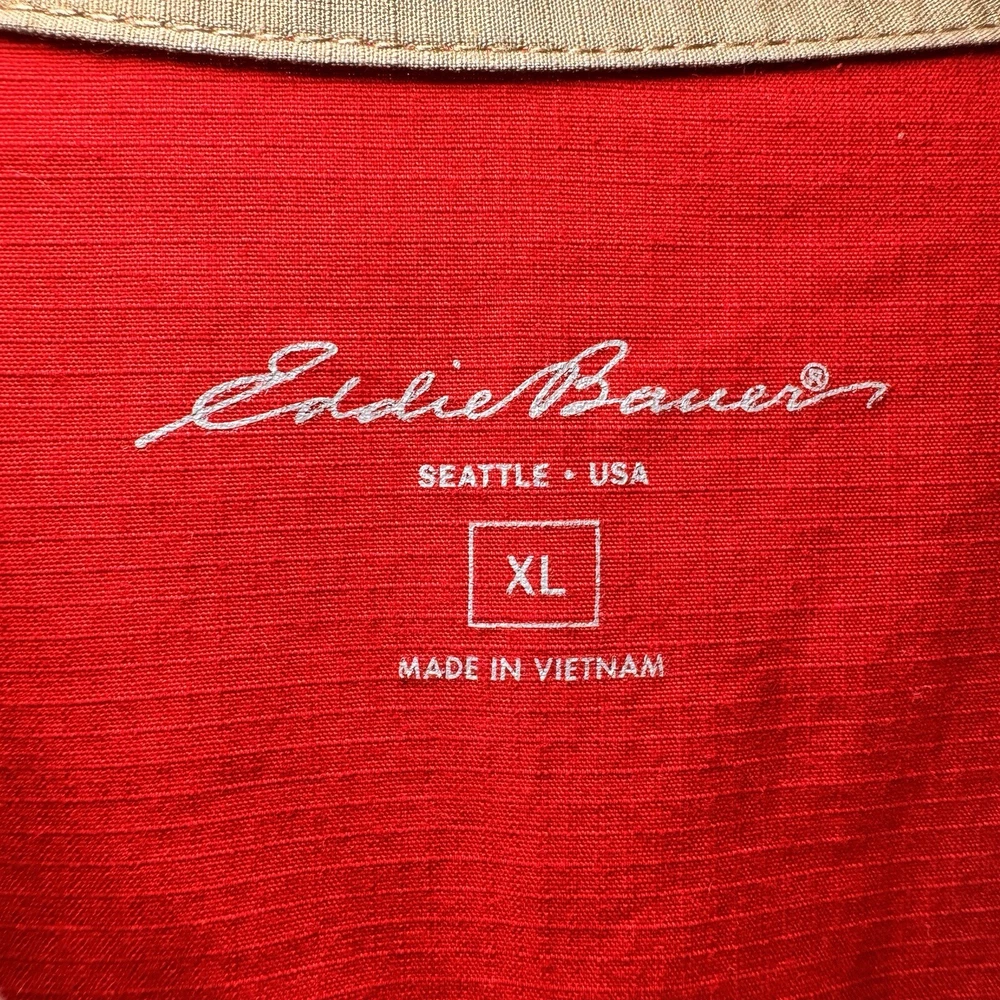 Eddie Bauer®
SEATTLE • USA
XL
MADE IN VIETNAM